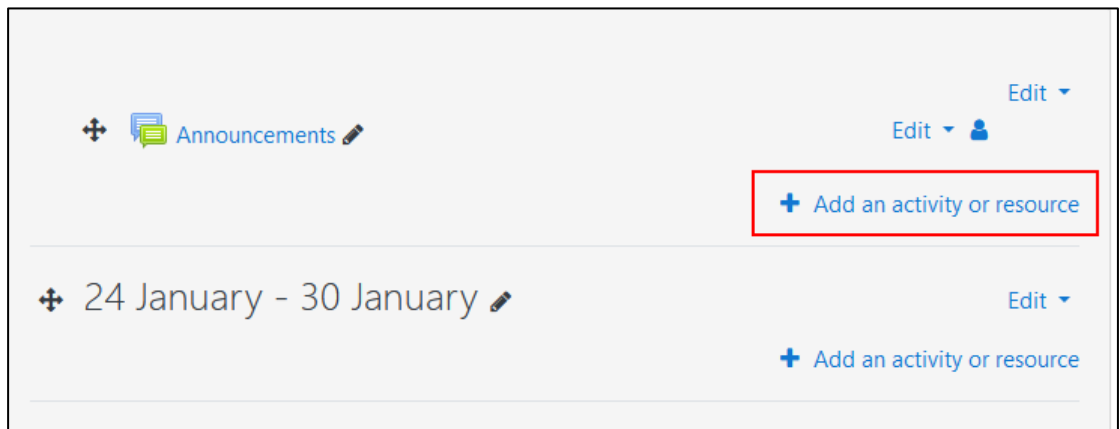 Edit
Announcements
Edit
Add an activity or resource
24 January - 30 January
Edit
Add an activity or resource